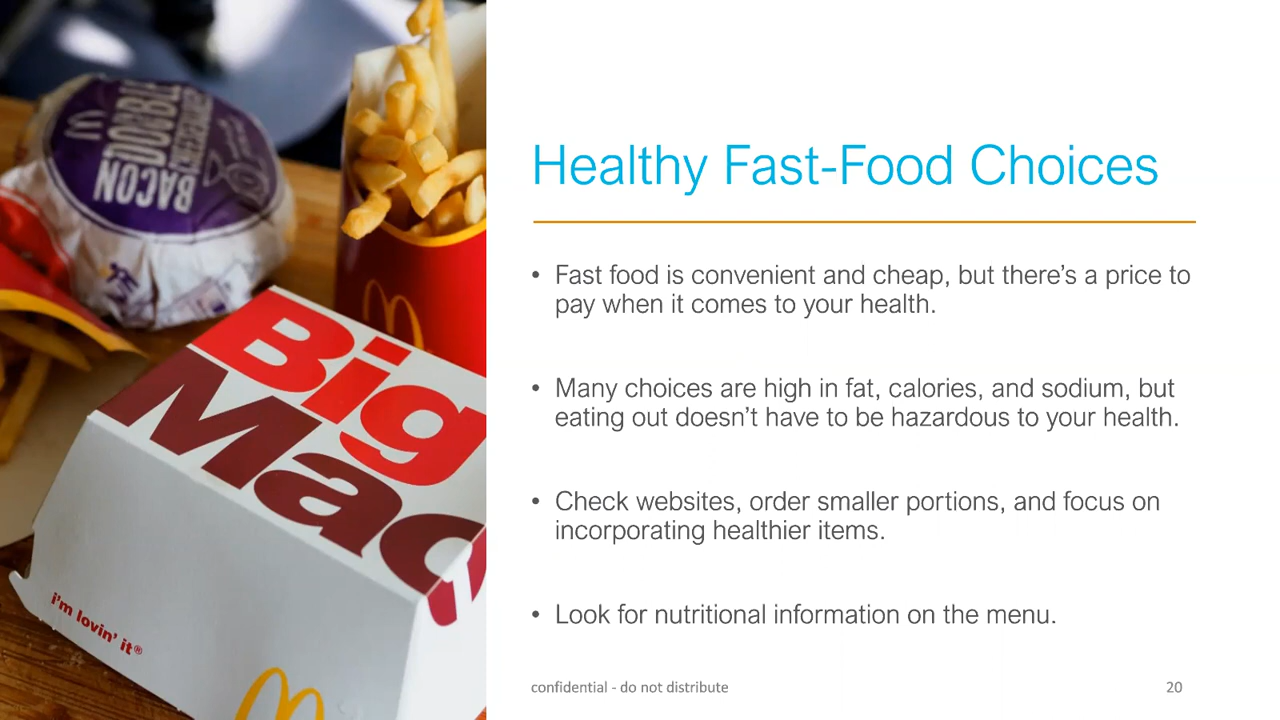 Healthy Fast-Food Choices
• Fast food is convenient and cheap, but there’s a price to
pay when it comes to your health.
• Many choices are high in fat, calories, and sodium, but
eating out doesn’t have to be hazardous to your health.
• Check websites, order smaller portions, and focus on
incorporating healthier items.
• Look for nutritional information on the menu.
confidential - do not distribute
20
BACON
DOUBLE
Big
Mac
i'm lovin' it®